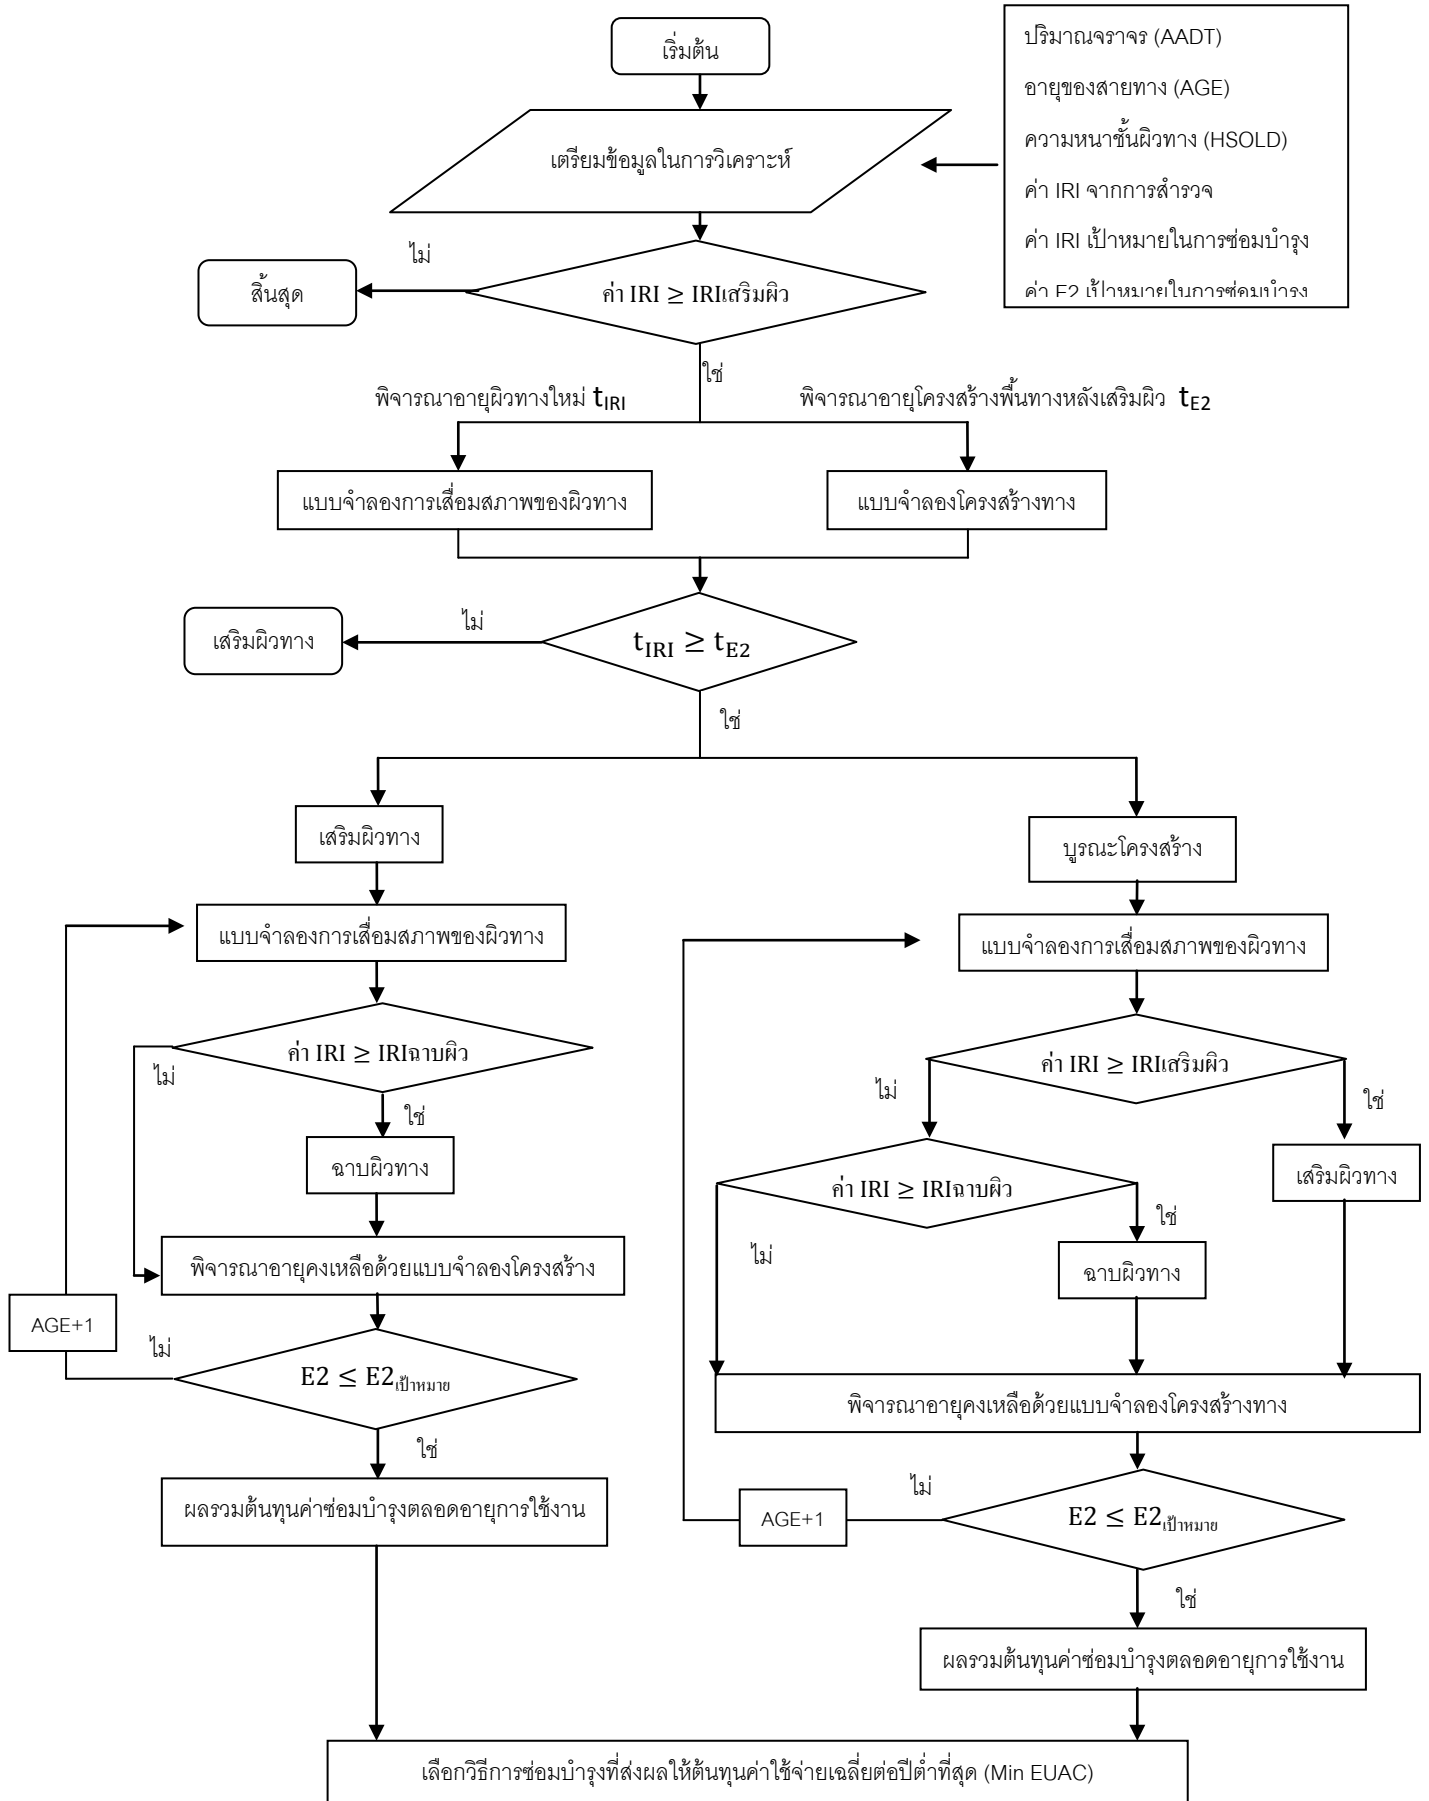 เริ่มต้น
ปริมาณจราจร (AADT)
อายุของสายทาง (AGE)
ความหนาชั้นผิวทาง (HSOLD)
ค่า IRI จากการสำรวจ
ค่า IRI เป้าหมายในการซ่อมบำรุง
ค่า E2 เป้าหมายในการซ่อมบำรุง
เตรียมข้อมูลในการวิเคราะห์
ไม่
สิ้นสุด
ค่า IRI ≥ IRIเสริมผิว
ใช่
พิจารณาอายุผิวทางใหม่ tIRI
พิจารณาอายุโครงสร้างพื้นทางหลังเสริมผิว tE2
แบบจำลองการเสื่อมสภาพของผิวทาง
แบบจำลองโครงสร้างทาง
เสริมผิวทาง
ไม่
tIRI ≥ tE2
ใช่
เสริมผิวทาง
บูรณะโครงสร้าง
แบบจำลองการเสื่อมสภาพของผิวทาง
แบบจำลองการเสื่อมสภาพของผิวทาง
ค่า IRI ≥ IRIฉาบผิว
ไม่
ใช่
ค่า IRI ≥ IRIเสริมผิว
ไม่
ใช่
ฉาบผิวทาง
ค่า IRI ≥ IRIฉาบผิว
เสริมผิวทาง
ไม่
ใช่
ฉาบผิวทาง
พิจารณาอายุคงเหลือด้วยแบบจำลองโครงสร้าง
AGE+1
ไม่
E2 ≤ E2เป้าหมาย
ใช่
พิจารณาอายุคงเหลือด้วยแบบจำลองโครงสร้างทาง
ผลรวมต้นทุนค่าซ่อมบำรุงตลอดอายุการใช้งาน
AGE+1
ไม่
E2 ≤ E2เป้าหมาย
ใช่
ผลรวมต้นทุนค่าซ่อมบำรุงตลอดอายุการใช้งาน
เลือกวิธีการซ่อมบำรุงที่ส่งผลให้ต้นทุนค่าใช้จ่ายเฉลี่ยต่อปีต่ำที่สุด (Min EUAC)